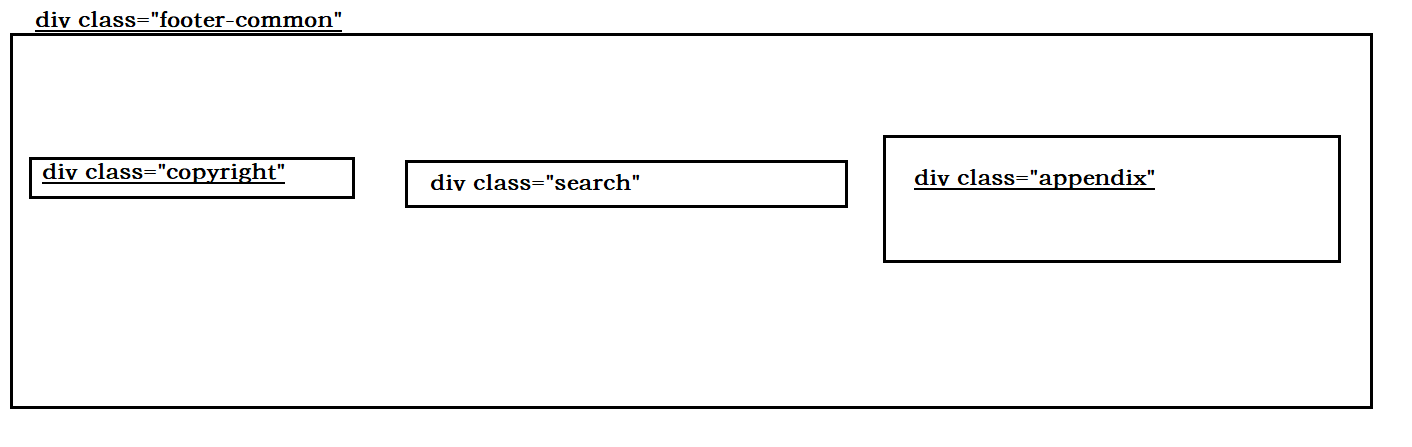 div class="footer-common"
div class="copyright"
div class="search"
div class="appendix"